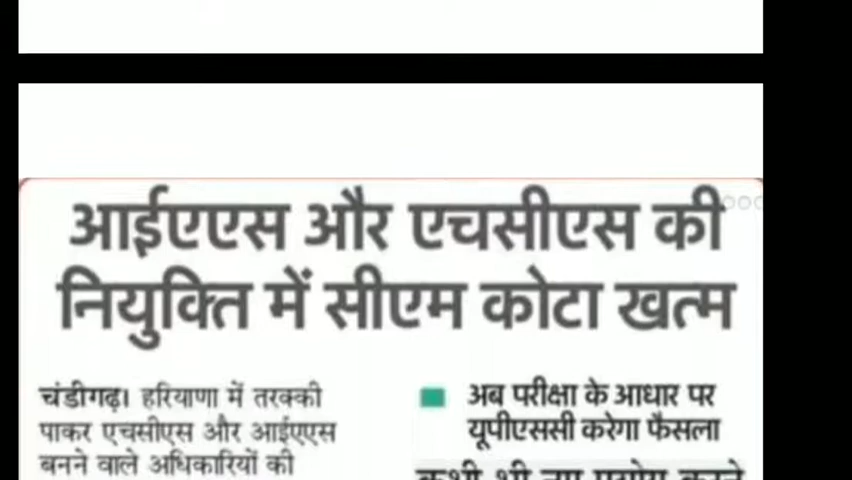 आईएएस और एचसीएस की
नियुक्ति में सीएम कोटा खत्म
चंडीगढ़। हरियाणा में तरक्की
पाकर एचसीएस और आईएएस
बनने वाले अधिकारियों की
अब परीक्षा के आधार पर
यूपीएससी करेगा फैसला